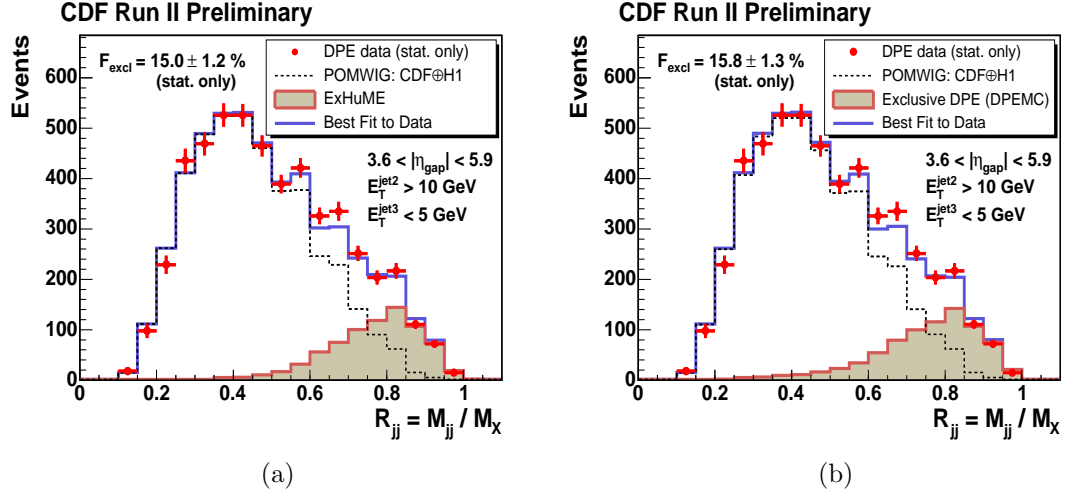 CDF Run II Preliminary
Events
F_excl = 15.0 ± 1.2 %
(stat. only)
DPE data (stat. only)
POMWIG: CDF⊕H1
ExHuME
Best Fit to Data
3.6 < |η_gap| < 5.9
E_T^jet2 > 10 GeV
E_T^jet3 < 5 GeV
600
500
400
300
200
100
0
0 0.2 0.4 0.6 0.8 1
R_jj = M_jj / M_X
(a)
CDF Run II Preliminary
Events
F_excl = 15.8 ± 1.3 %
(stat. only)
DPE data (stat. only)
POMWIG: CDF⊕H1
Exclusive DPE (DPEMC)
Best Fit to Data
3.6 < |η_gap| < 5.9
E_T^jet2 > 10 GeV
E_T^jet3 < 5 GeV
600
500
400
300
200
100
0
0 0.2 0.4 0.6 0.8 1
R_jj = M_jj / M_X
(b)